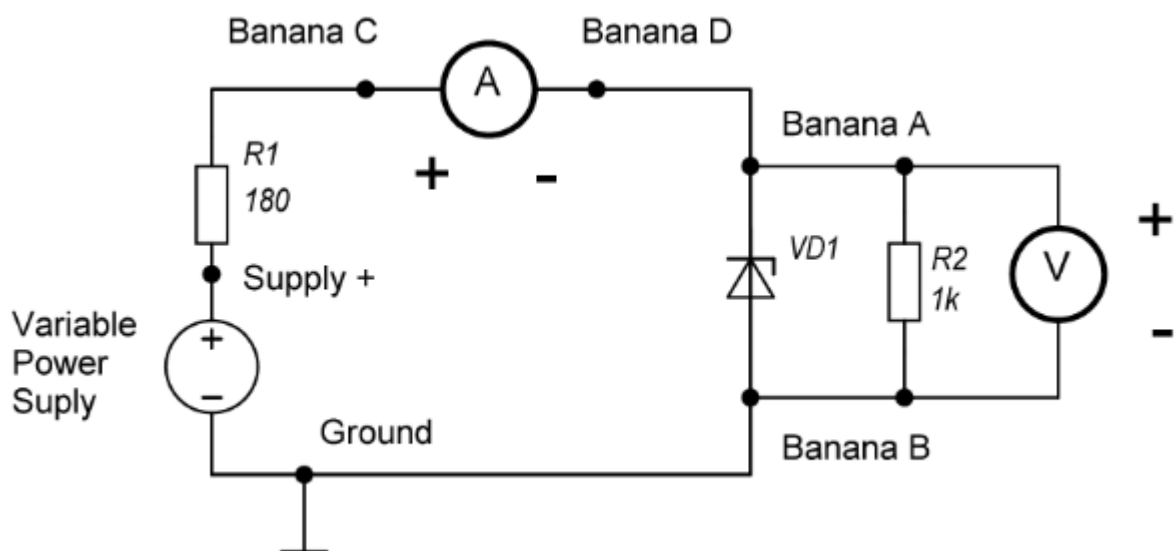 Banana C
Banana D
A
+ -
R1
180
Supply +
Variable
Power
Suply
+
−
Ground
Banana A
VD1
R2
1k
V
+
-
Banana B